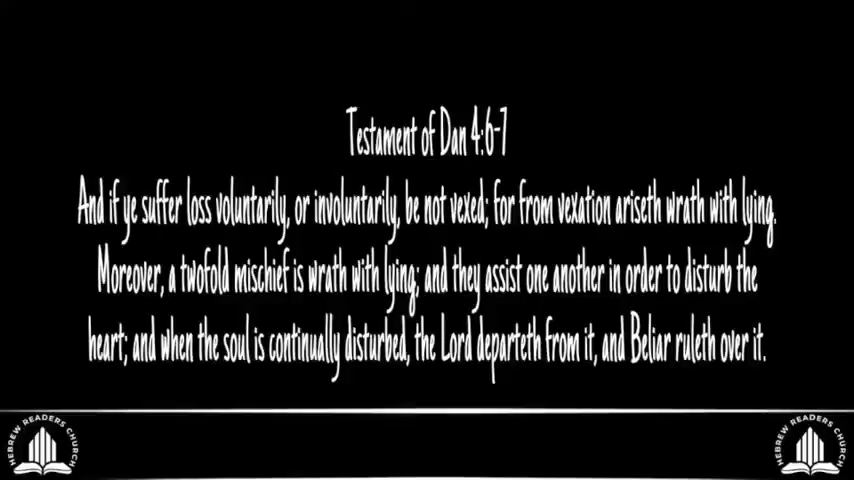 Testament of Dan 4:6-7
And if ye suffer loss voluntarily, or involuntarily, be not vexed; for from vexation ariseth wrath with lying.
Moreover, a twofold mischief is wrath with lying; and they assist one another in order to disturb the
heart; and when the soul is continually disturbed, the Lord departeth from it, and Beliar ruleth over it.
HEBREW READERS CHURCH
HEBREW READERS CHURCH